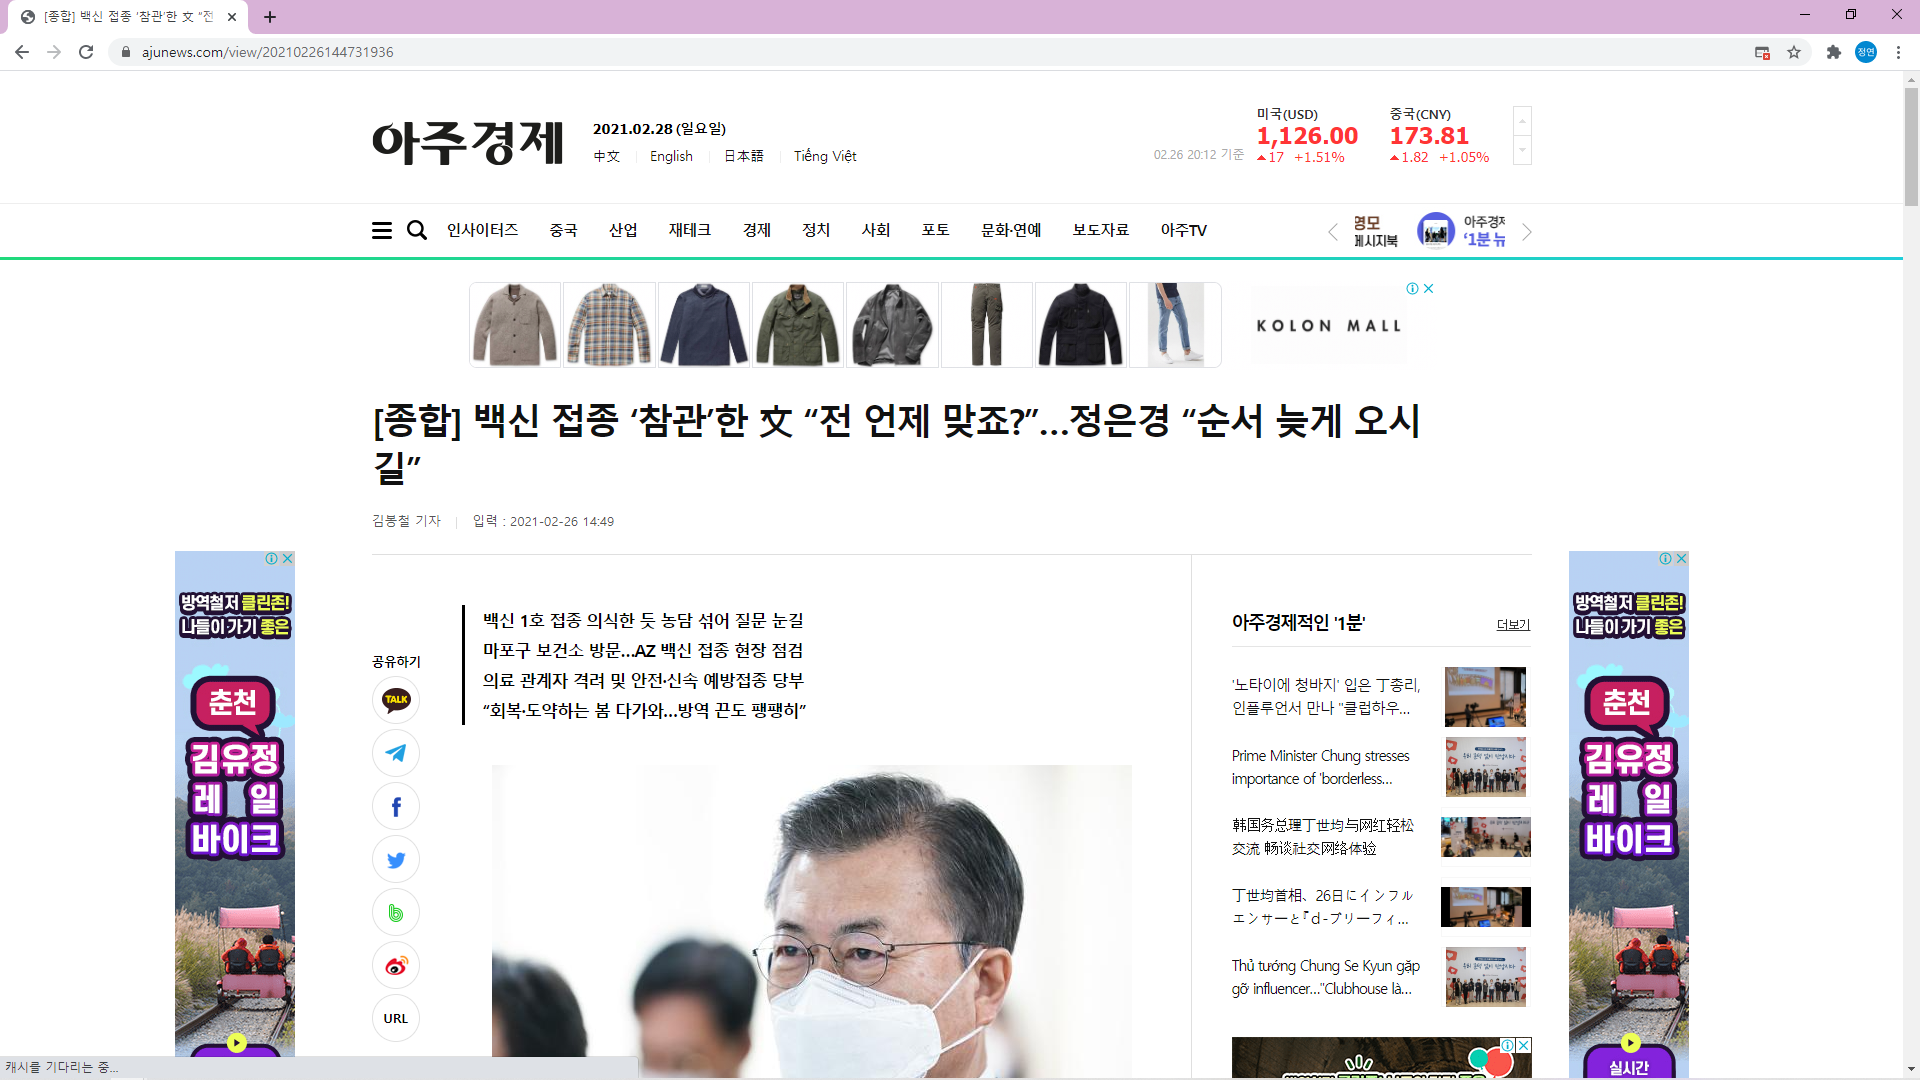 [종합] 백신 접종 ‘참관’한 文 “전
ajunews.com/view/20210226144731936
정연
아주경제
2021.02.28 (일요일)
中文 English 日本語 Tiếng Việt
02.26 20:12 기준
미국(USD)
1,126.00
17 +1.51%
중국(CNY)
173.81
1.82 +1.05%
인사이터즈 중국 산업 재테크 경제 정치 사회 포토 문화·연예 보도자료 아주TV
영모
메시지북
아주경제
‘1분 뉴
KOLON MALL
[종합] 백신 접종 ‘참관’한 文 “전 언제 맞죠?”…정은경 “순서 늦게 오시
길”
김봉철 기자
입력 : 2021-02-26 14:49
방역철저 클린존!
나들이 가기 좋은
춘천
김유정
레 일
바이크
공유하기
TALK
URL
백신 1호 접종 의식한 듯 농담 섞어 질문 눈길
마포구 보건소 방문…AZ 백신 접종 현장 점검
의료 관계자 격려 및 안전·신속 예방접종 당부
“회복·도약하는 봄 다가와…방역 끈도 팽팽히”
아주경제적인 '1분'
더보기
'노타이에 청바지' 입은 丁총리,
인플루언서 만나 "클럽하우...
Prime Minister Chung stresses
importance of 'borderless...
韩国务总理丁世均与网红轻松
交流 畅谈社交网络体验
丁世均首相、26日にインフル
エンサーと『d-ブリーフィ...
Thủ tướng Chung Se Kyun gặp
gỡ influencer..."Clubhouse là...
방역철저 클린존!
나들이 가기 좋은
춘천
김유정
레 일
바이크
실시간
캐시를 기다리는 중...